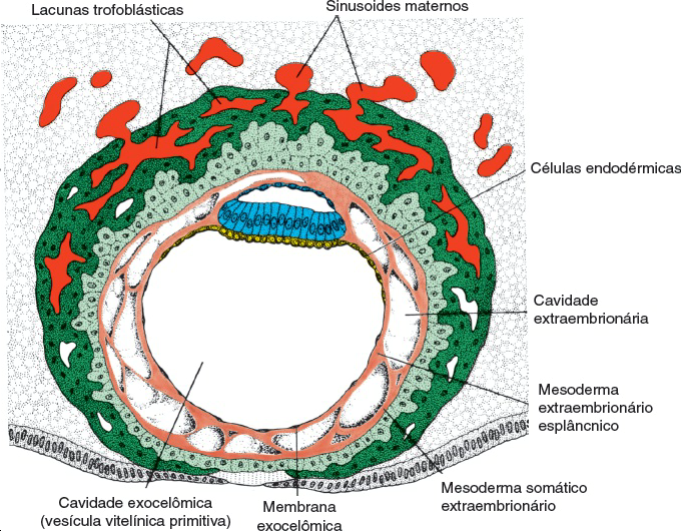 Lacunas trofoblásticas
Sinusoides maternos
Células endodérmicas
Cavidade
extraembrionária
Mesoderma
extraembrionário
esplâncnico
Mesoderma somático
extraembrionário
Membrana
exocelômica
Cavidade exocelômica
(vesícula vitelínica primitiva)